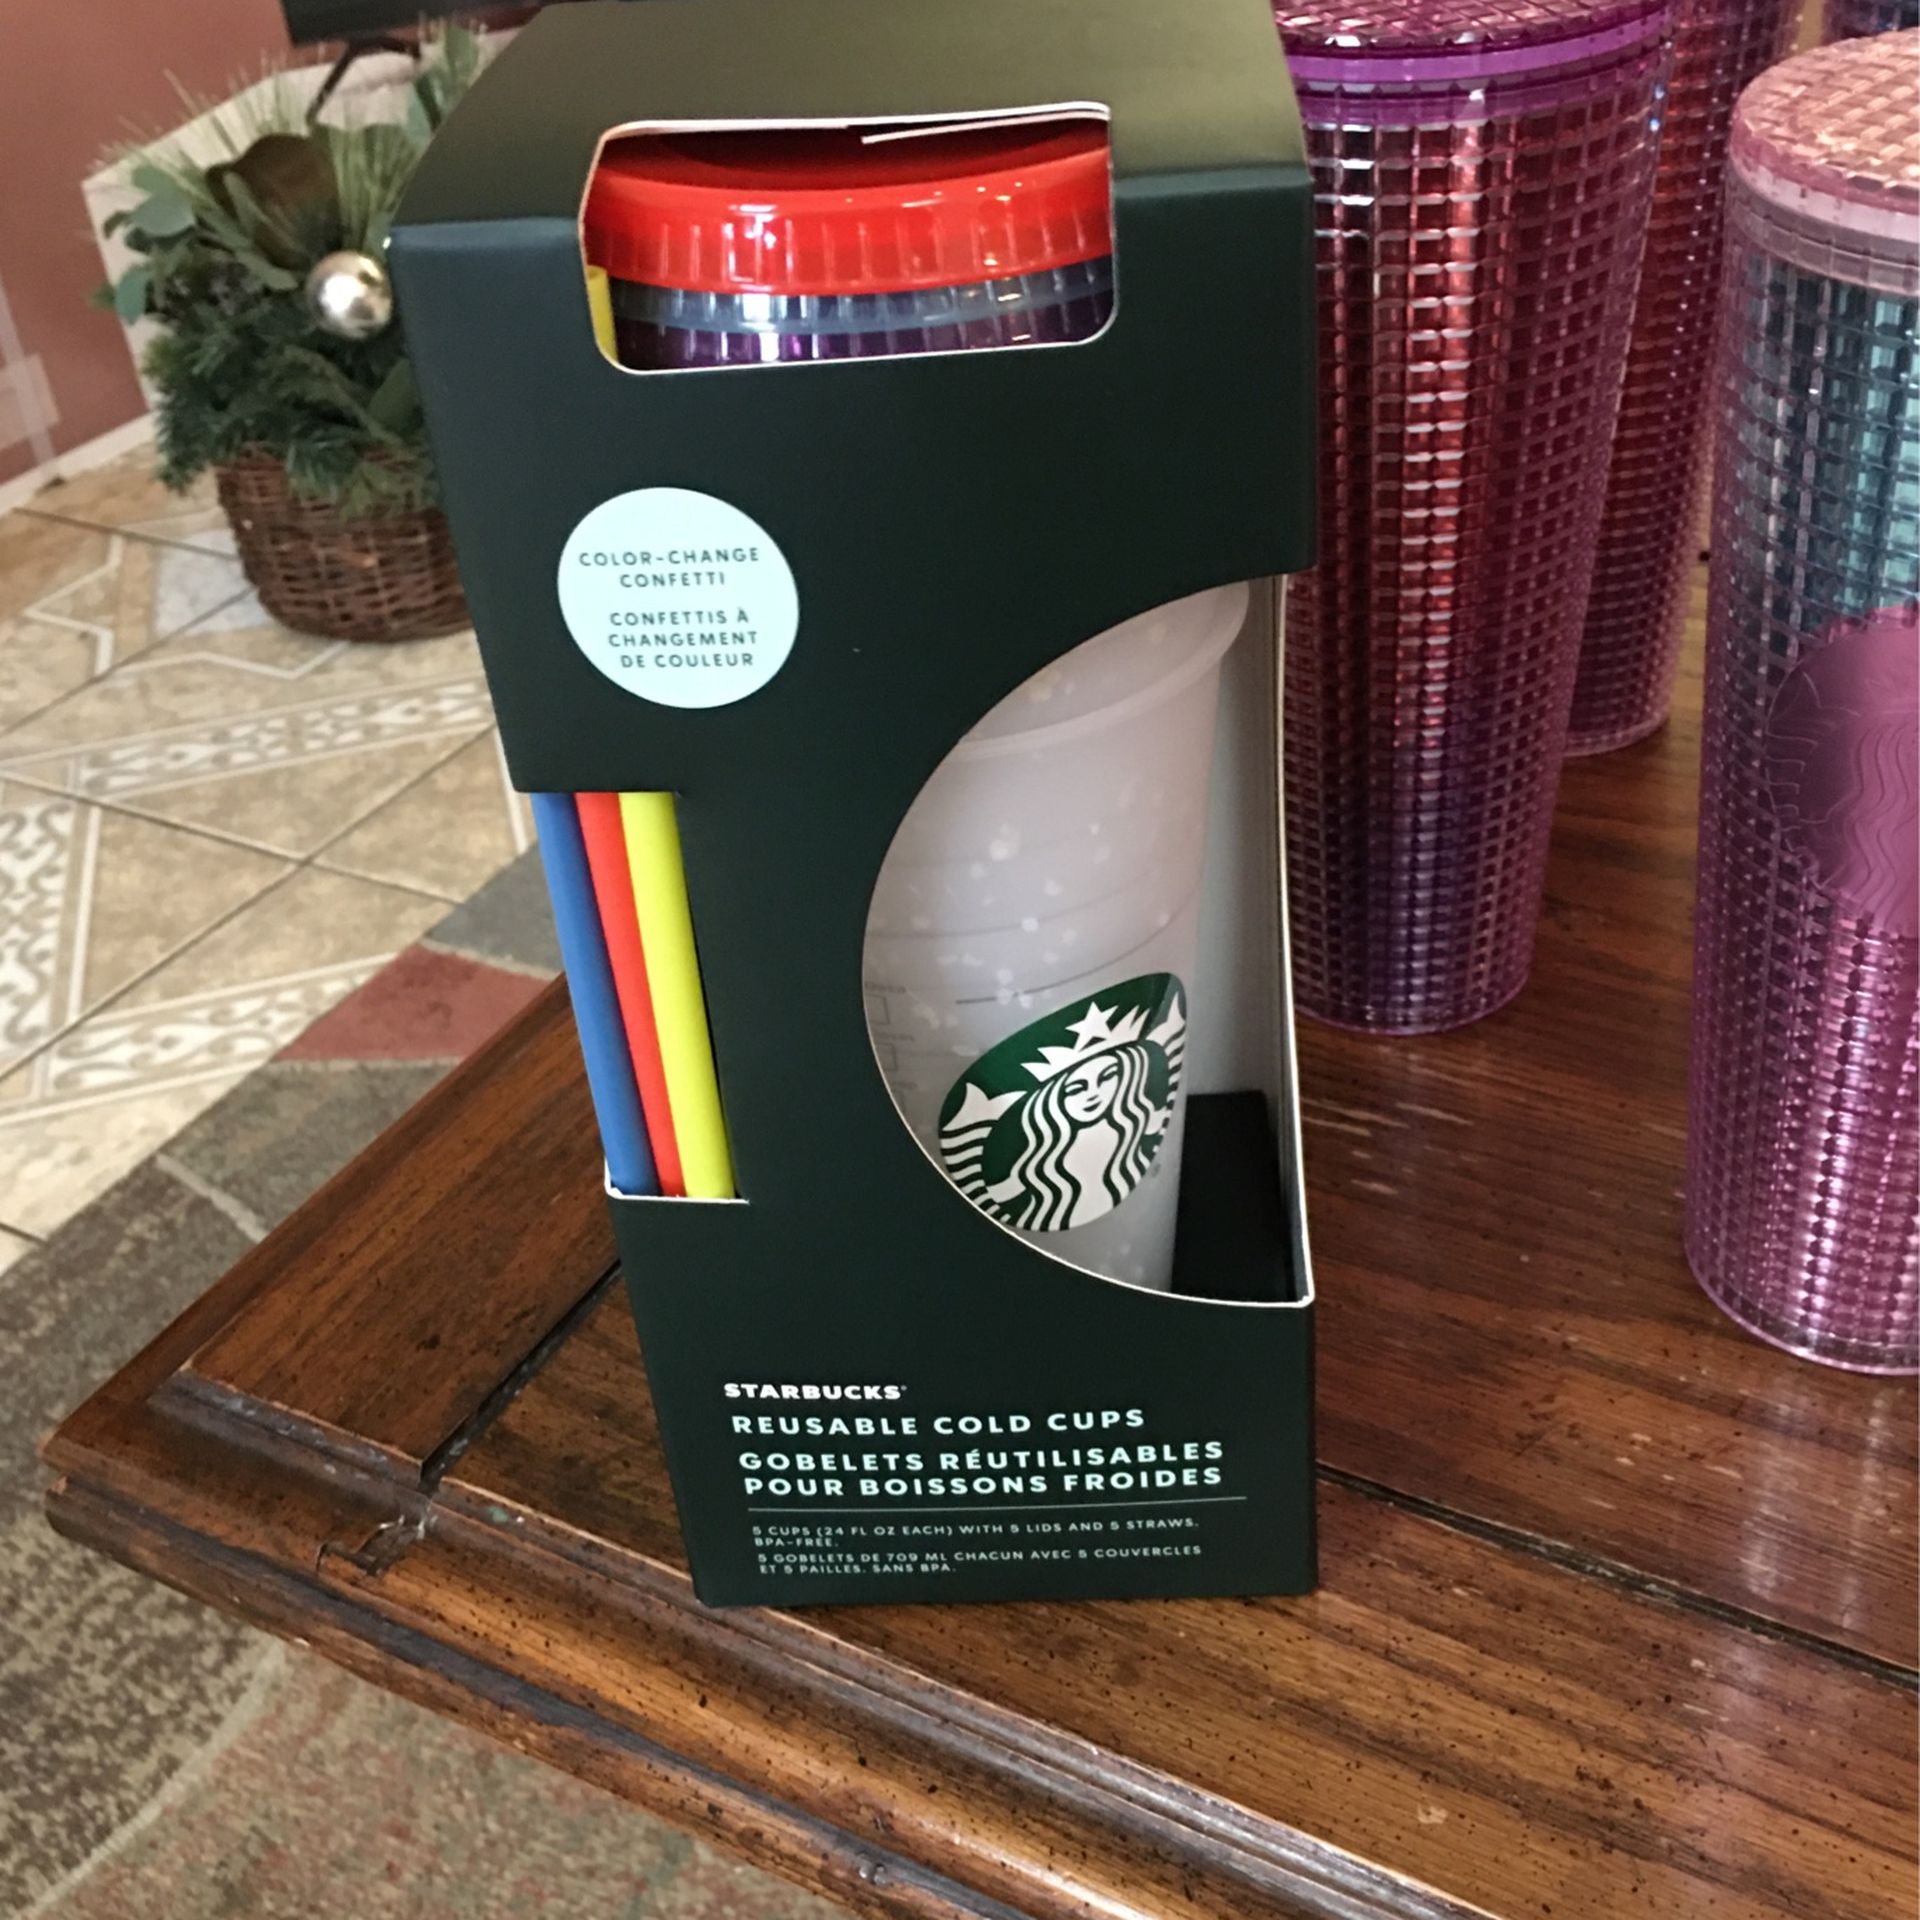 COLOR-CHANGE
CONFETTI
CONFETTIS À
CHANGEMENT
DE COULEUR
STARBUCKS®
REUSABLE COLD CUPS
GOBELETS RÉUTILISABLES
POUR BOISSONS FROIDES
5 CUPS (24 FL OZ EACH) WITH 5 LIDS AND 5 STRAWS.
BPA-FREE.
5 GOBELETS DE 709 ML CHACUN AVEC 5 COUVERCLES
ET 5 PAILLES. SANS BPA.